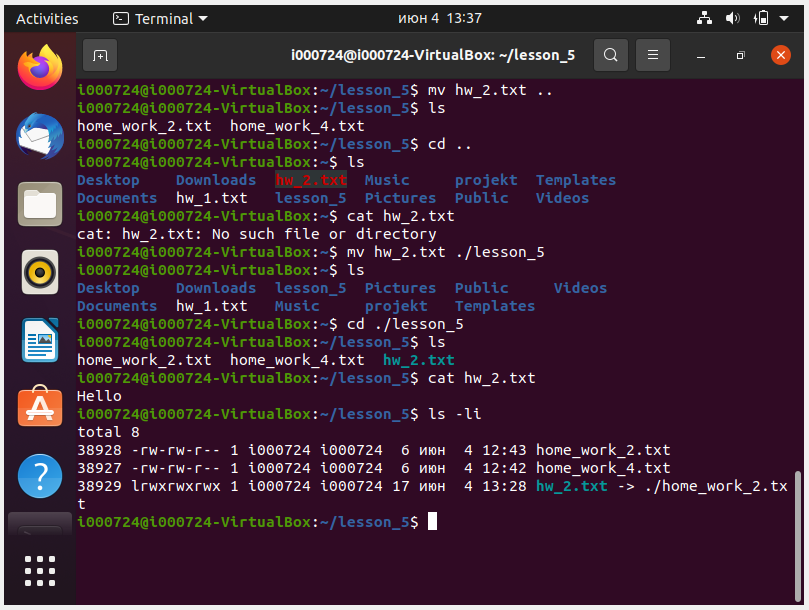 Activities Terminal июн 4 13:37
i000724@i000724-VirtualBox: ~/lesson_5
i000724@i000724-VirtualBox:~/lesson_5$ mv hw_2.txt ..
i000724@i000724-VirtualBox:~/lesson_5$ ls
home_work_2.txt home_work_4.txt
i000724@i000724-VirtualBox:~/lesson_5$ cd ..
i000724@i000724-VirtualBox:~$ ls
Desktop Downloads hw_2.txt Music projekt Templates
Documents hw_1.txt lesson_5 Pictures Public Videos
i000724@i000724-VirtualBox:~$ cat hw_2.txt
cat: hw_2.txt: No such file or directory
i000724@i000724-VirtualBox:~$ mv hw_2.txt ./lesson_5
i000724@i000724-VirtualBox:~$ ls
Desktop Downloads lesson_5 Pictures Public Videos
Documents hw_1.txt Music projekt Templates
i000724@i000724-VirtualBox:~$ cd ./lesson_5
i000724@i000724-VirtualBox:~/lesson_5$ ls
home_work_2.txt home_work_4.txt hw_2.txt
i000724@i000724-VirtualBox:~/lesson_5$ cat hw_2.txt
Hello
i000724@i000724-VirtualBox:~/lesson_5$ ls -li
total 8
38928 -rw-rw-r-- 1 i000724 i000724 6 июн 4 12:43 home_work_2.txt
38927 -rw-rw-r-- 1 i000724 i000724 6 июн 4 12:42 home_work_4.txt
38929 lrwxrwxrwx 1 i000724 i000724 17 июн 4 13:28 hw_2.txt -> ./home_work_2.tx
t
i000724@i000724-VirtualBox:~/lesson_5$